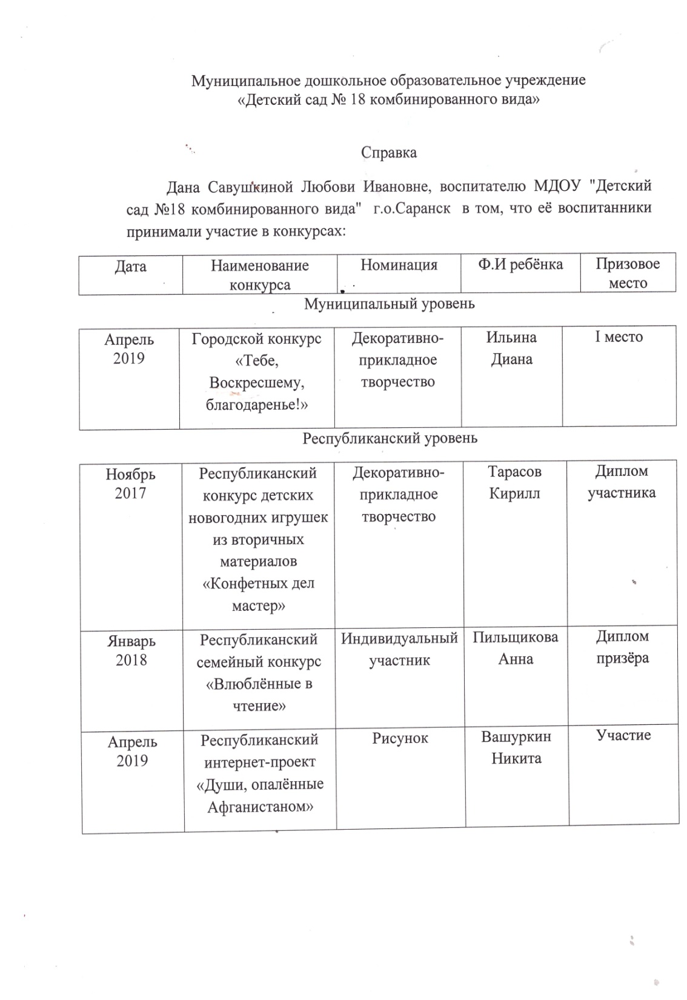 Муниципальное дошкольное образовательное учреждение
«Детский сад № 18 комбинированного вида»
Справка
Дана Савушкиной Любови Ивановне, воспитателю МДОУ "Детский
сад №18 комбинированного вида" г.о.Саранск в том, что её воспитанники
принимали участие в конкурсах:
Дата
Наименование
конкурса
Номинация
Ф.И ребёнка
Призовое
место
Муниципальный уровень
Апрель
2019
Городской конкурс
«Тебе,
Воскресшему,
благодаренье!»
Декоративно-
прикладное
творчество
Ильина
Диана
I место
Республиканский уровень
Ноябрь
2017
Республиканский
конкурс детских
новогодних игрушек
из вторичных
материалов
«Конфетных дел
мастер»
Декоративно-
прикладное
творчество
Тарасов
Кирилл
Диплом
участника
Январь
2018
Республиканский
семейный конкурс
«Влюблённые в
чтение»
Индивидуальный
участник
Пильщикова
Анна
Диплом
призёра
Апрель
2019
Республиканский
интернет-проект
«Души, опалённые
Афганистаном»
Рисунок
Вашуркин
Никита
Участие